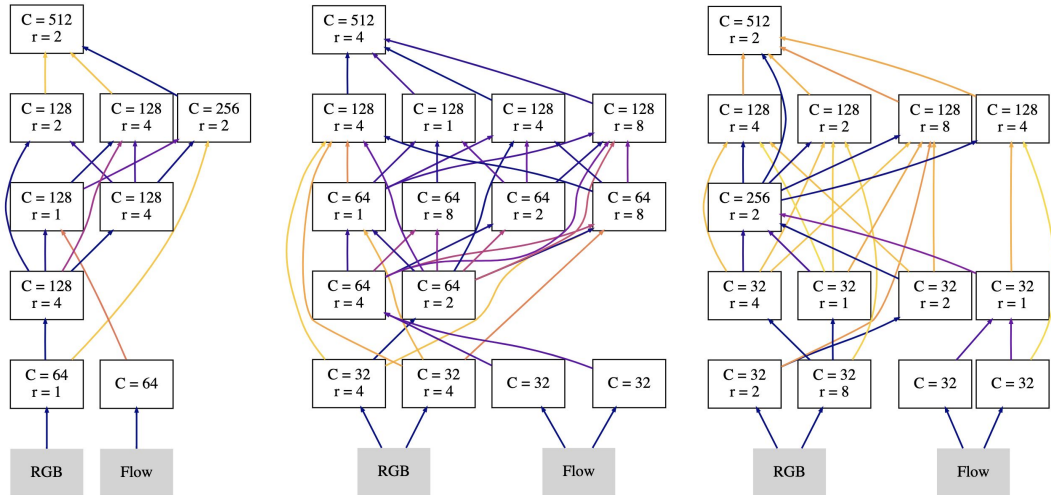 C = 512
r = 2
C = 128
r = 2
C = 128
r = 4
C = 256
r = 2
C = 128
r = 1
C = 128
r = 4
C = 128
r = 4
C = 64
r = 1
C = 64
RGB
Flow
C = 512
r = 4
C = 128
r = 4
C = 128
r = 1
C = 128
r = 4
C = 128
r = 8
C = 64
r = 1
C = 64
r = 8
C = 64
r = 2
C = 64
r = 8
C = 64
r = 4
C = 64
r = 2
C = 32
r = 4
C = 32
r = 4
C = 32
C = 32
RGB
Flow
C = 512
r = 2
C = 128
r = 4
C = 128
r = 2
C = 128
r = 8
C = 128
r = 4
C = 256
r = 2
C = 32
r = 4
C = 32
r = 1
C = 32
r = 2
C = 32
r = 1
C = 32
r = 2
C = 32
r = 8
C = 32
C = 32
RGB
Flow